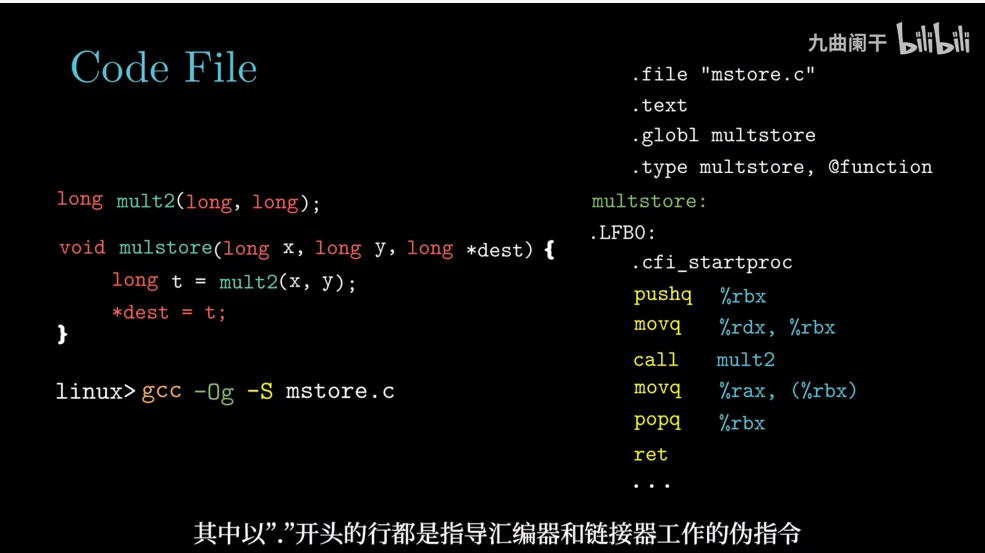 九曲阑干 bilibili
Code File
long mult2(long, long);
void mulstore(long x, long y, long *dest) {
long t = mult2(x, y);
*dest = t;
}
linux> gcc -Og -S mstore.c
.file "mstore.c"
.text
.globl multstore
.type multstore, @function
multstore:
.LFB0:
.cfi_startproc
pushq %rbx
movq %rdx, %rbx
call mult2
movq %rax, (%rbx)
popq %rbx
ret
...
其中以"."开头的行都是指导汇编器和链接器工作的伪指令